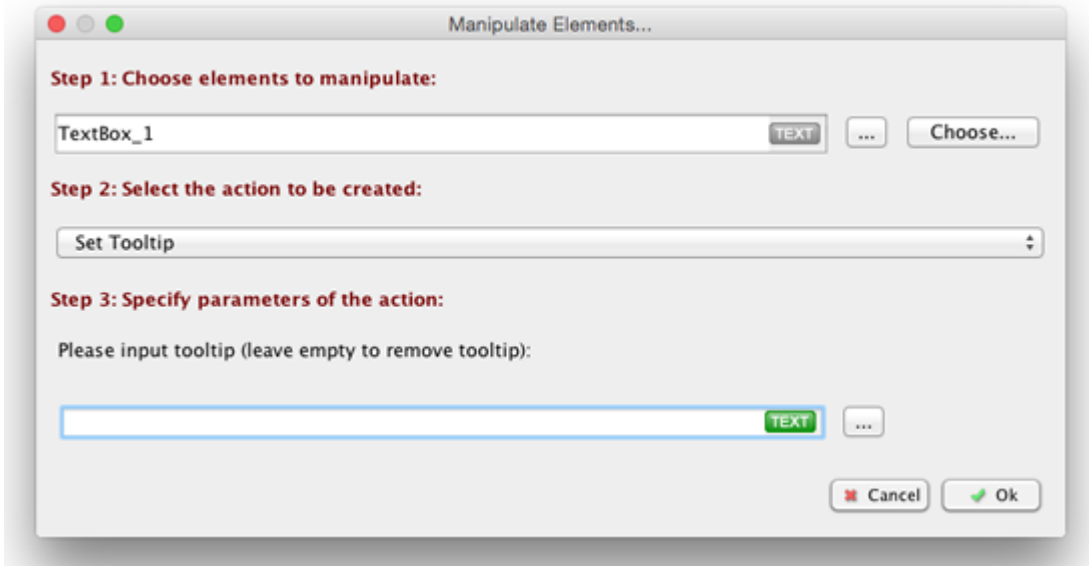 Manipulate Elements...
Step 1: Choose elements to manipulate:
TextBox_1 TEXT ... Choose...
Step 2: Select the action to be created:
Set Tooltip
Step 3: Specify parameters of the action:
Please input tooltip (leave empty to remove tooltip):
TEXT ...
Cancel Ok